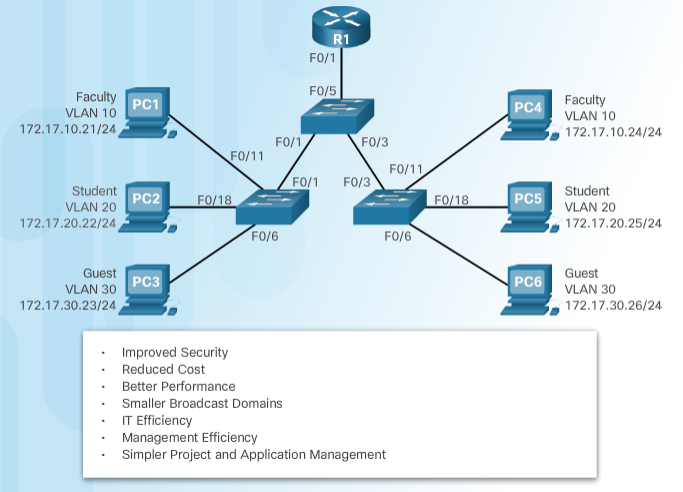 R1
F0/1
F0/5
Faculty
VLAN 10
172.17.10.21/24
PC1
PC4
Faculty
VLAN 10
172.17.10.24/24
F0/1
F0/3
F0/11
F0/11
Student
VLAN 20
172.17.20.22/24
PC2
F0/18
F0/1
F0/3
F0/18
PC5
Student
VLAN 20
172.17.20.25/24
F0/6
F0/6
Guest
VLAN 30
172.17.30.23/24
PC3
PC6
Guest
VLAN 30
172.17.30.26/24
• Improved Security
• Reduced Cost
• Better Performance
• Smaller Broadcast Domains
• IT Efficiency
• Management Efficiency
• Simpler Project and Application Management